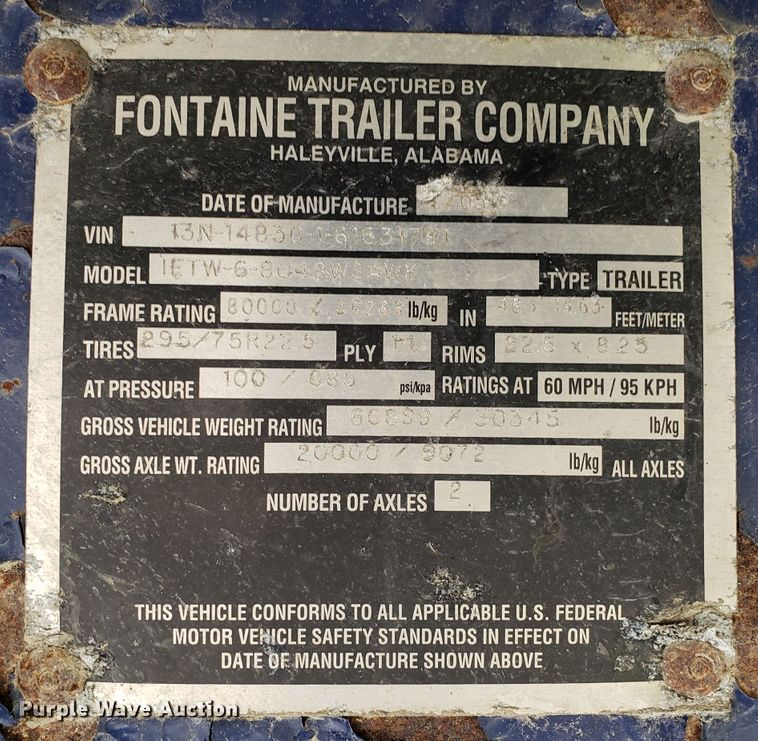 MANUFACTURED BY
FONTAINE TRAILER COMPANY
HALEYVILLE, ALABAMA
DATE OF MANUFACTURE
VIN
MODEL TYPE TRAILER
FRAME RATING 80000 / lb/kg IN FEET/METER
TIRES 295/75R22.5 PLY RIMS 22.5 x 8.25
AT PRESSURE 100 / 685 psi/kpa RATINGS AT 60 MPH / 95 KPH
GROSS VEHICLE WEIGHT RATING / 30345 lb/kg
GROSS AXLE WT. RATING 20000 / 9072 lb/kg ALL AXLES
NUMBER OF AXLES 2
THIS VEHICLE CONFORMS TO ALL APPLICABLE U.S. FEDERAL
MOTOR VEHICLE SAFETY STANDARDS IN EFFECT ON
DATE OF MANUFACTURE SHOWN ABOVE
Purple Wave Auction